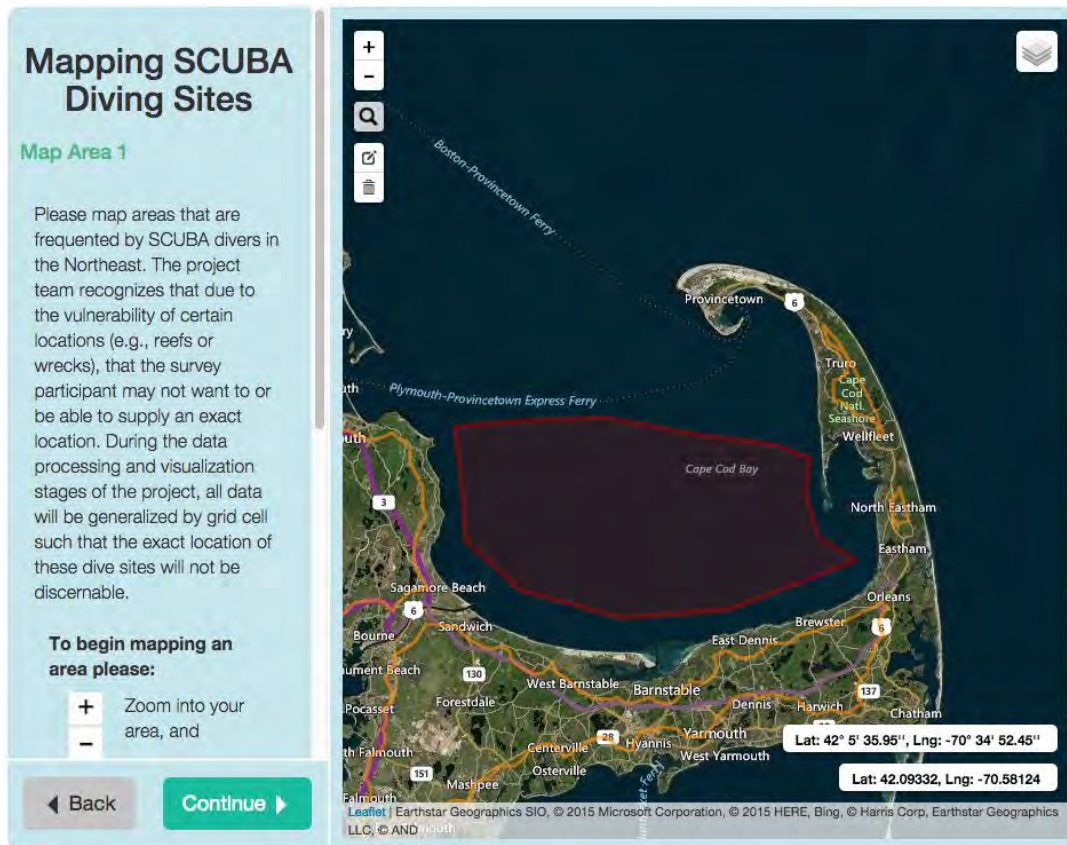 Mapping SCUBA
Diving Sites
Map Area 1
Please map areas that are
frequented by SCUBA divers in
the Northeast. The project
team recognizes that due to
the vulnerability of certain
locations (e.g., reefs or
wrecks), that the survey
participant may not want to or
be able to supply an exact
location. During the data
processing and visualization
stages of the project, all data
will be generalized by grid cell
such that the exact location of
these dive sites will not be
discernable.
To begin mapping an
area please:
+
Zoom into your
−
area, and
Back
Continue
+
−
Boston-Provincetown Ferry
Provincetown
6
Truro
Cape
Cod
Natl.
Seashore
Wellfleet
Plymouth-Provincetown Express Ferry
ry
uth
outh
Cape Cod Bay
3
North Eastham
Eastham
Sagamore Beach
Orleans
6
6
Bourne
Sandwich
Brewster
East Dennis
ument Beach
130
West Barnstable
Barnstable
137
Pocasset
Forestdale
Dennis
Harwich
Chatham
28
Hyannis
Yarmouth
th Falmouth
Centerville
West Yarmouth
151
Osterville
Mashpee
Falmouth
Lat: 42° 5' 35.95'', Lng: -70° 34' 52.45''
Lat: 42.09332, Lng: -70.58124
Leaflet | Earthstar Geographics SIO, © 2015 Microsoft Corporation, © 2015 HERE, Bing, © Harris Corp, Earthstar Geographics
LLC, © AND